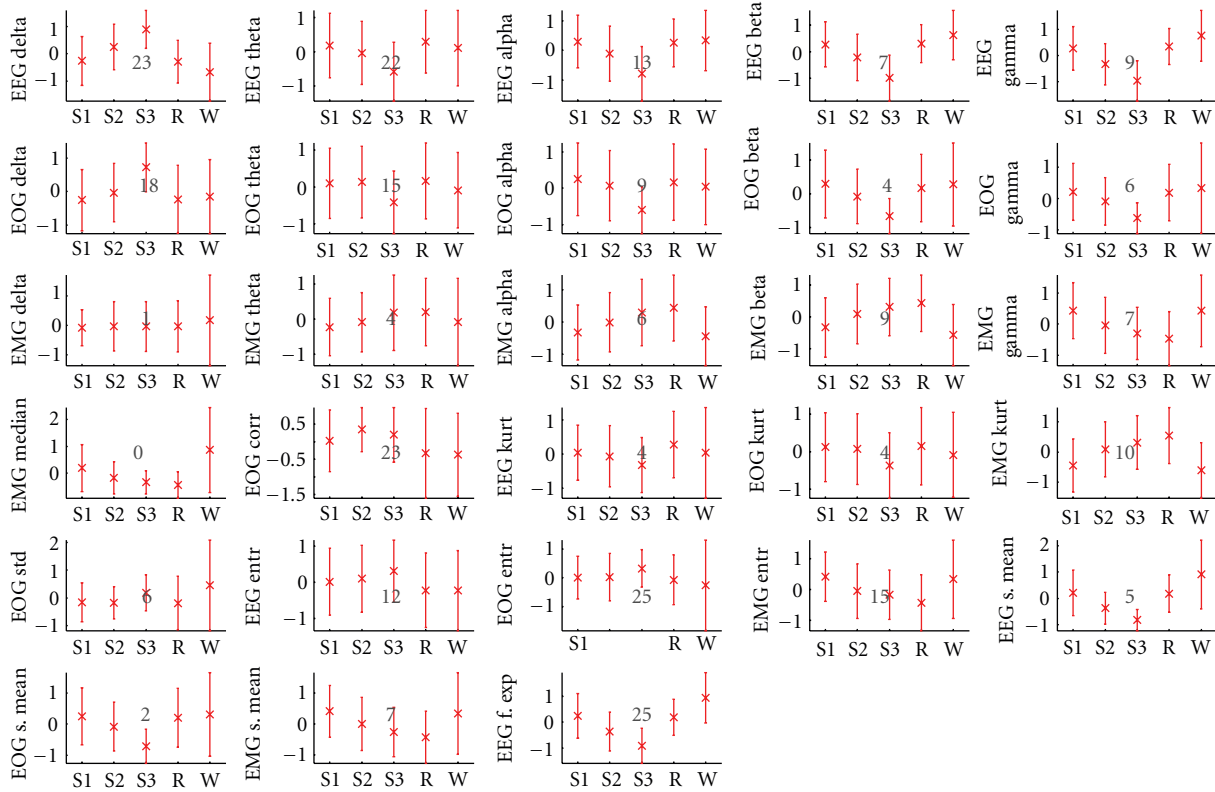 EEG delta 1 0 −1 23 S1 S2 S3 R W
EEG theta 1 0 −1 22 S1 S2 S3 R W
EEG alpha 1 0 −1 13 S1 S2 S3 R W
EEG beta 1 0 −1 7 S1 S2 S3 R W
EEG gamma 1 0 −1 9 S1 S2 S3 R W
EOG delta 1 0 −1 18 S1 S2 S3 R W
EOG theta 1 0 −1 15 S1 S2 S3 R W
EOG alpha 1 0 −1 9 S1 S2 S3 R W
EOG beta 1 0 −1 4 S1 S2 S3 R W
EOG gamma 1 0 −1 6 S1 S2 S3 R W
EMG delta 1 0 −1 1 S1 S2 S3 R W
EMG theta 1 0 −1 4 S1 S2 S3 R W
EMG alpha 1 0 −1 6 S1 S2 S3 R W
EMG beta 1 0 −1 9 S1 S2 S3 R W
EMG gamma 1 0 −1 7 S1 S2 S3 R W
EMG median 2 1 0 0 S1 S2 S3 R W
EOG corr 0.5 −0.5 −1.5 23 S1 S2 S3 R W
EEG kurt 1 0 −1 4 S1 S2 S3 R W
EOG kurt 1 0 −1 4 S1 S2 S3 R W
EMG kurt 1 0 −1 10 S1 S2 S3 R W
EOG std 2 1 0 −1 6 S1 S2 S3 R W
EEG entr 1 0 −1 12 S1 S2 S3 R W
EOG entr 1 0 −1 25 S1 R W
EMG entr 1 0 −1 15 S1 S2 S3 R W
EEG s. mean 2 1 0 −1 5 S1 S2 S3 R W
EOG s. mean 1 0 −1 2 S1 S2 S3 R W
EMG s. mean 1 0 −1 7 S1 S2 S3 R W
EEG f. exp 1 0 −1 25 S1 S2 S3 R W